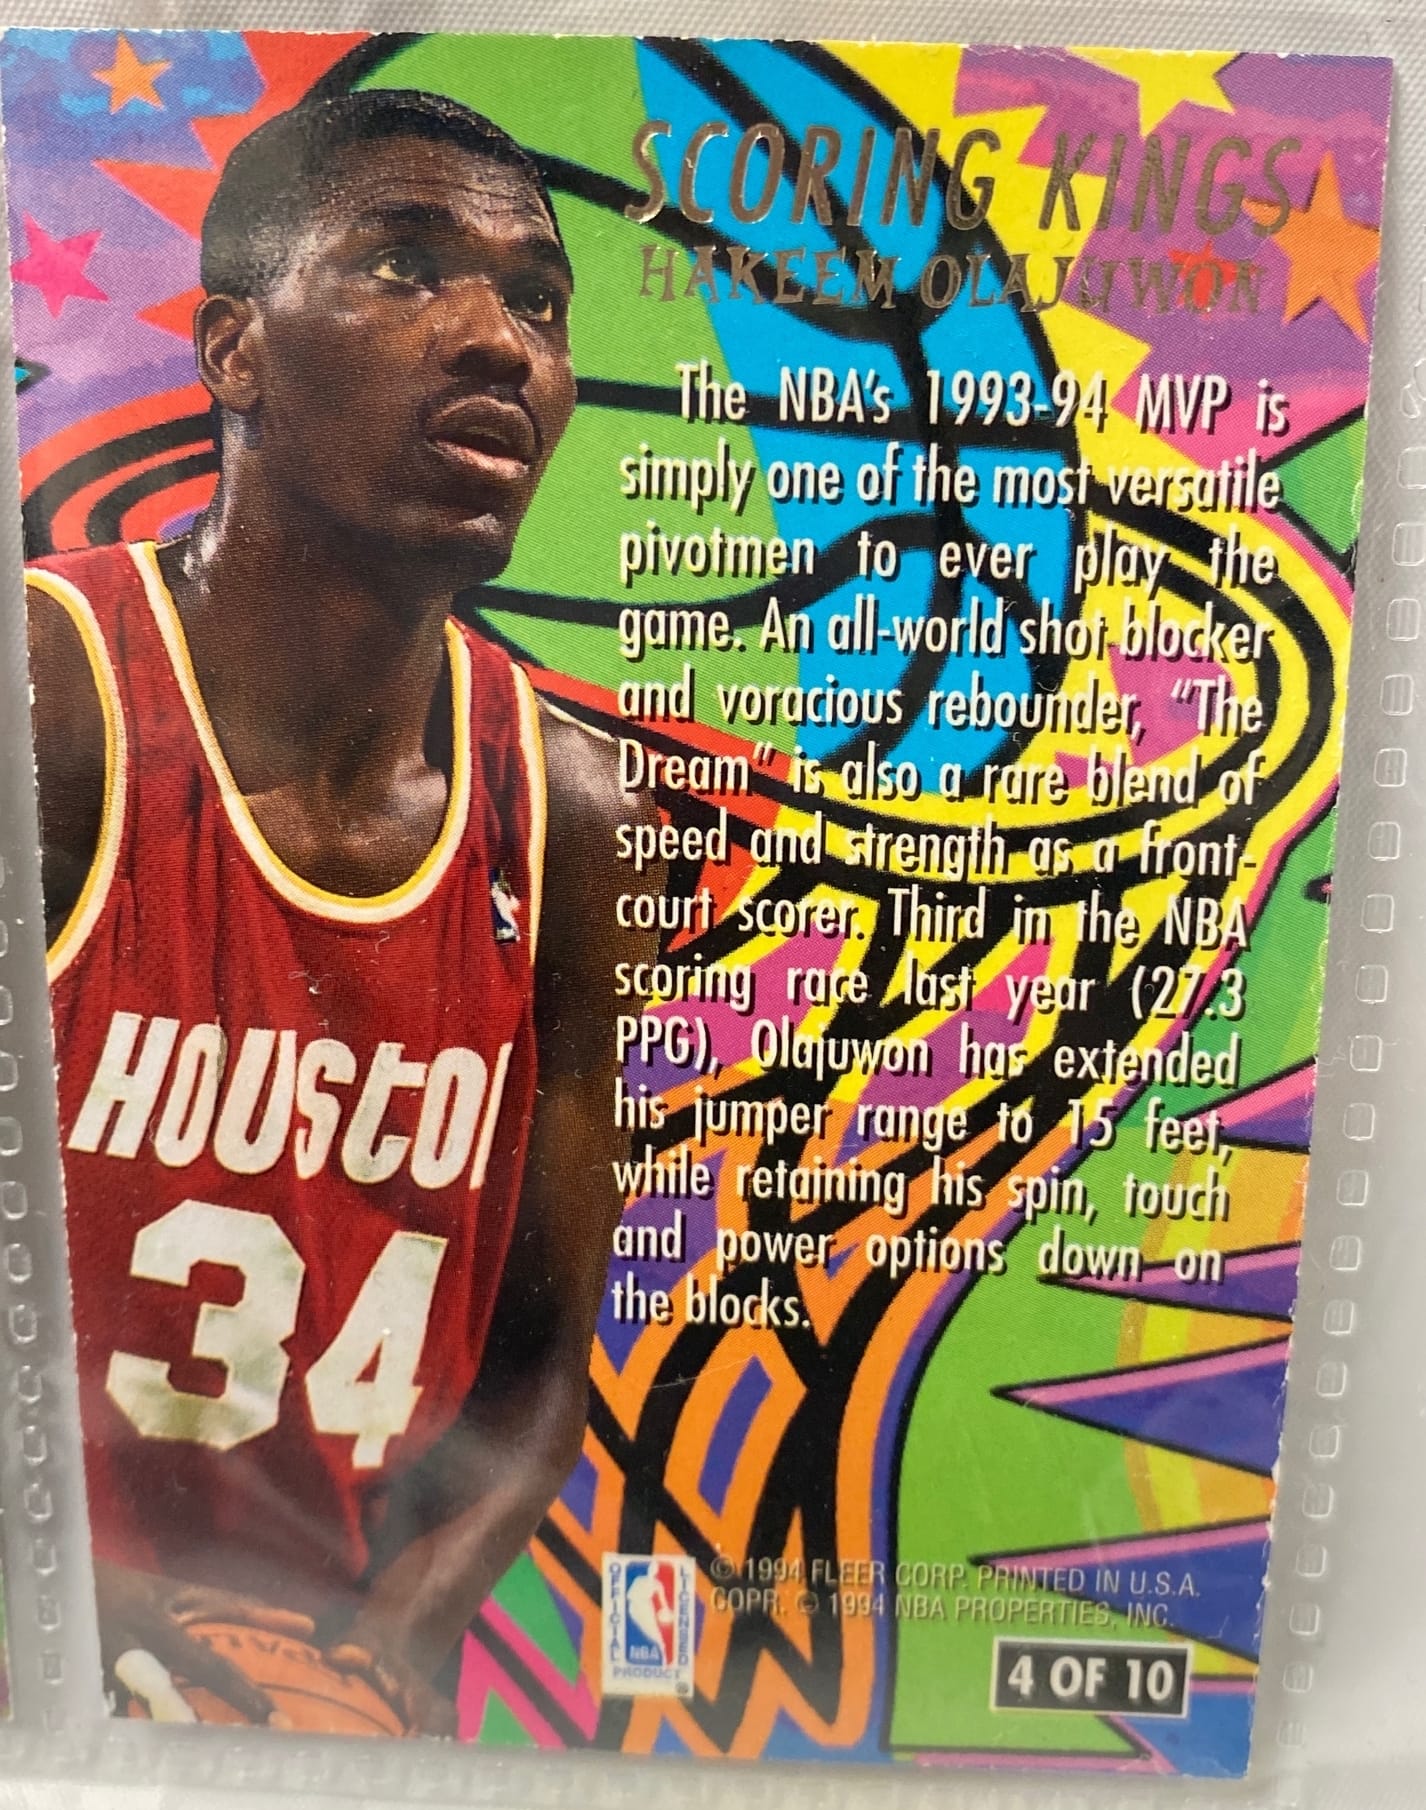 SCORING KINGS
HAKEEM OLAJUWON
The NBA's 1993-94 MVP is
simply one of the most versatile
pivotmen to ever play the
game. An all-world shot blocker
and voracious rebounder, "The
Dream" is also a rare blend of
speed and strength as a front-
court scorer. Third in the NBA
scoring race last year (27.3
PPG), Olajuwon has extended
his jumper range to 15 feet,
while retaining his spin, touch
and power options down on
the blocks.
HOUSTON
34
OFFICIAL
LICENSED
NBA
PRODUCT
®
© 1994 FLEER CORP. PRINTED IN U.S.A.
COPR. © 1994 NBA PROPERTIES, INC.
4 OF 10